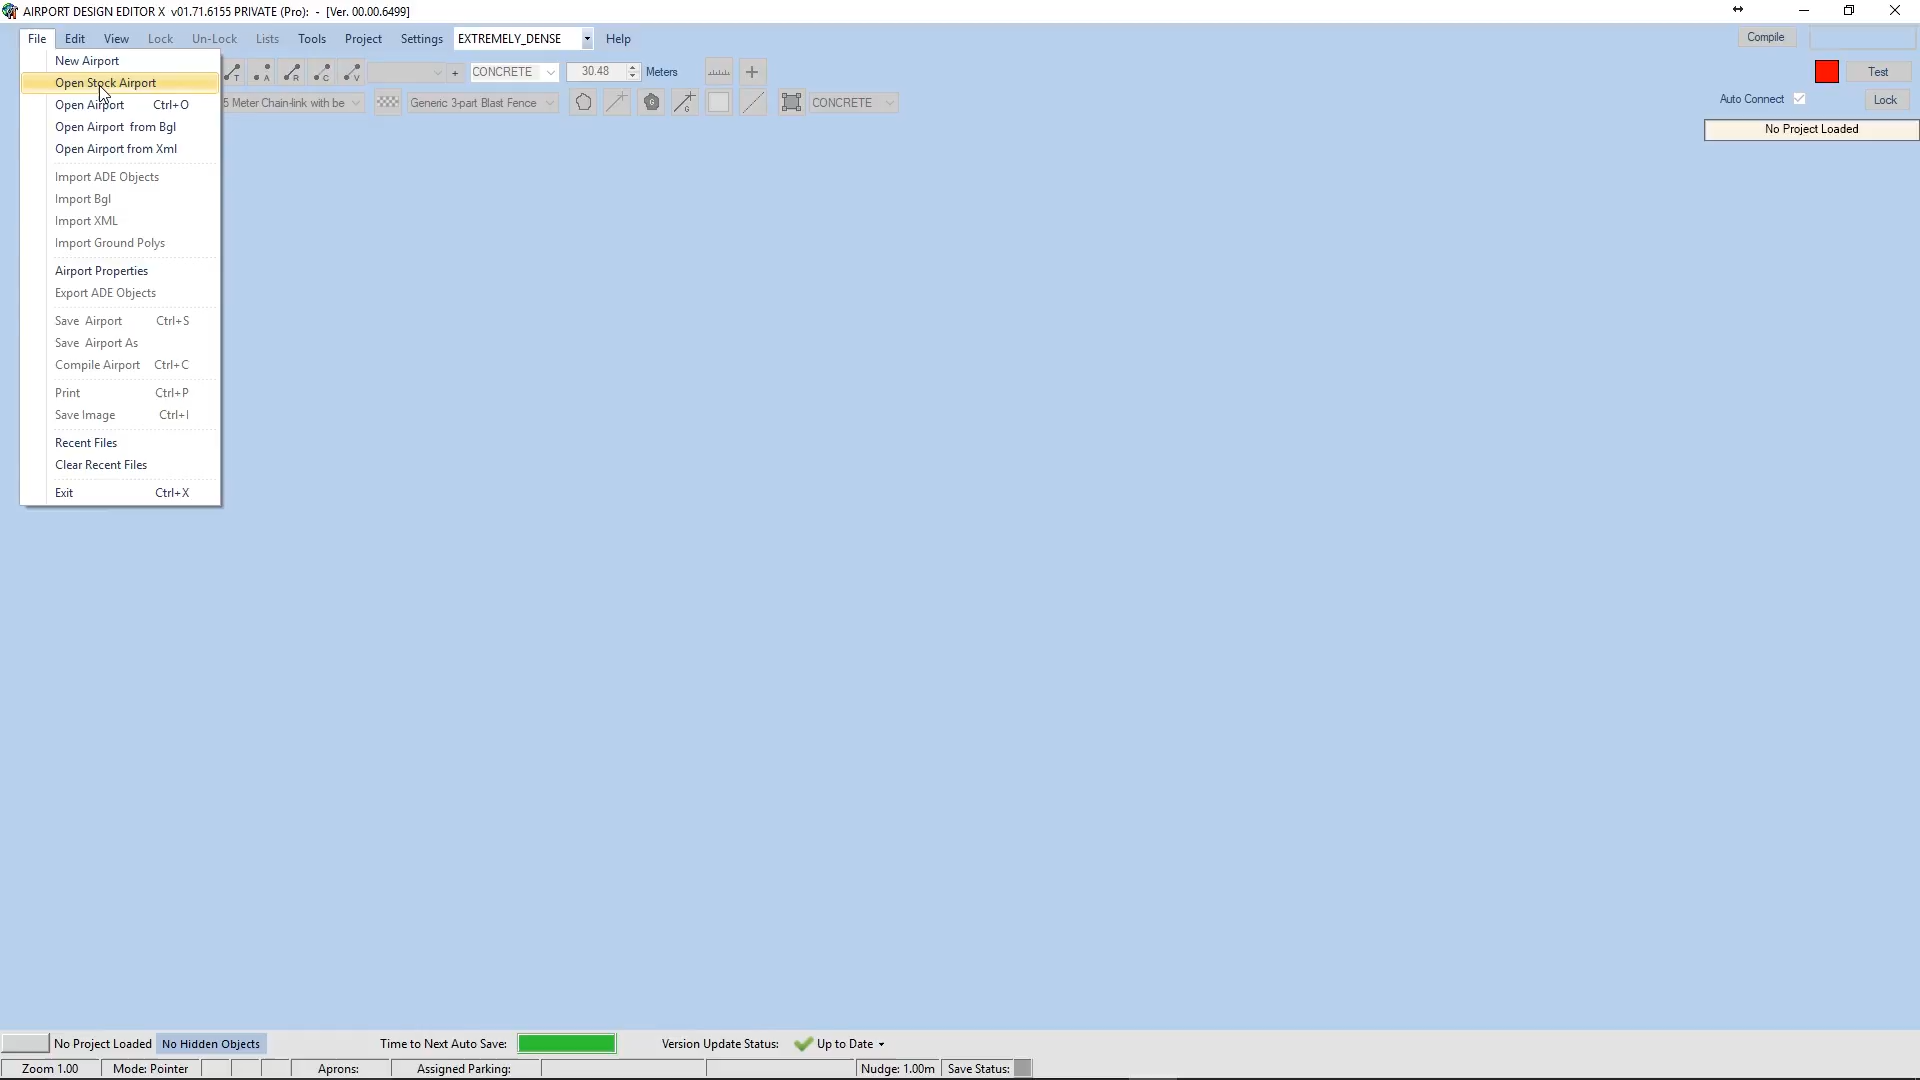 AIRPORT DESIGN EDITOR X v01.71.6155 PRIVATE (Pro): - [Ver. 00.00.6499]
File Edit View Lock Un-Lock Lists Tools Project Settings EXTREMELY_DENSE Help
Compile
New Airport
Open Stock Airport
Open Airport Ctrl+O
Open Airport from Bgl
Open Airport from Xml
Import ADE Objects
Import Bgl
Import XML
Import Ground Polys
Airport Properties
Export ADE Objects
Save Airport Ctrl+S
Save Airport As
Compile Airport Ctrl+C
Print Ctrl+P
Save Image Ctrl+I
Recent Files
Clear Recent Files
Exit Ctrl+X
T A R C V + CONCRETE 30.48 Meters
Test
5 Meter Chain-link with be Generic 3-part Blast Fence G G CONCRETE
Auto Connect Lock
No Project Loaded
No Project Loaded No Hidden Objects Time to Next Auto Save: Version Update Status: Up to Date
Zoom 1.00 Mode: Pointer Aprons: Assigned Parking: Nudge: 1.00m Save Status: